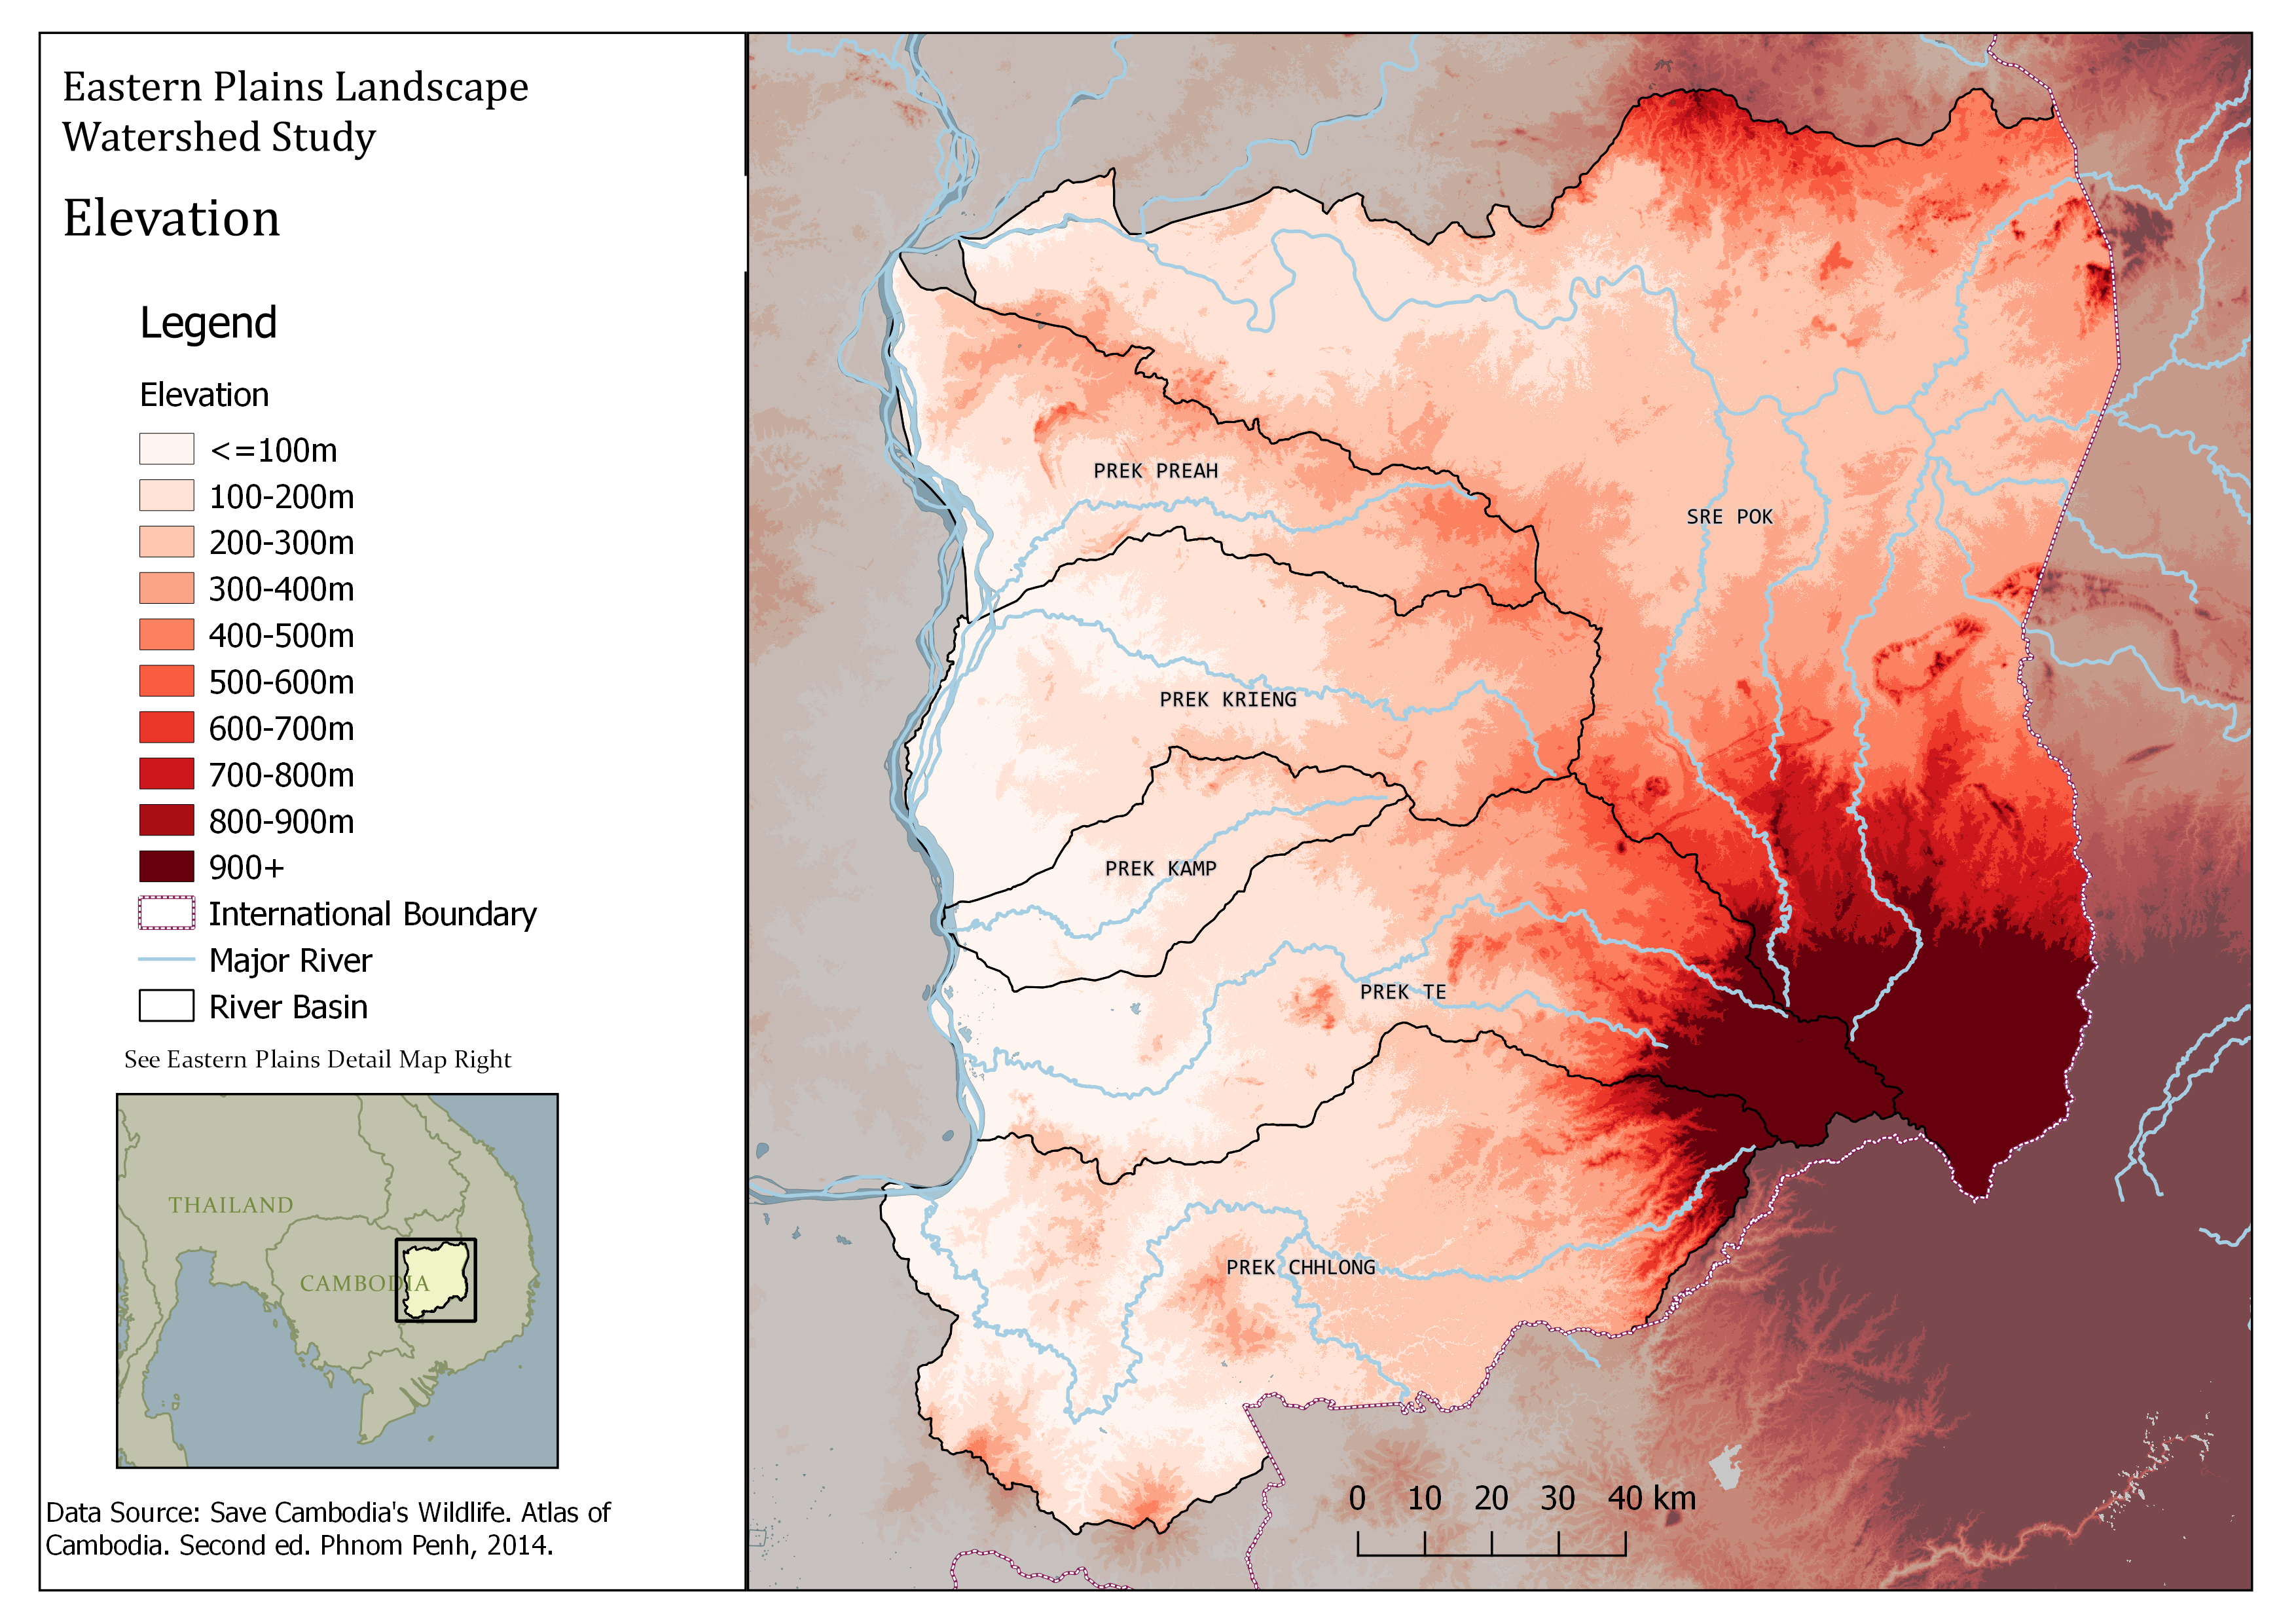 Eastern Plains Landscape
Watershed Study
Elevation
Legend
Elevation
<=100m
100-200m
200-300m
300-400m
400-500m
500-600m
600-700m
700-800m
800-900m
900+
International Boundary
Major River
River Basin
See Eastern Plains Detail Map Right
THAILAND
CAMBODIA
Data Source: Save Cambodia's Wildlife. Atlas of
Cambodia. Second ed. Phnom Penh, 2014.
PREK PREAH
SRE POK
PREK KRIENG
PREK KAMP
PREK TE
PREK CHHLONG
0 10 20 30 40 km